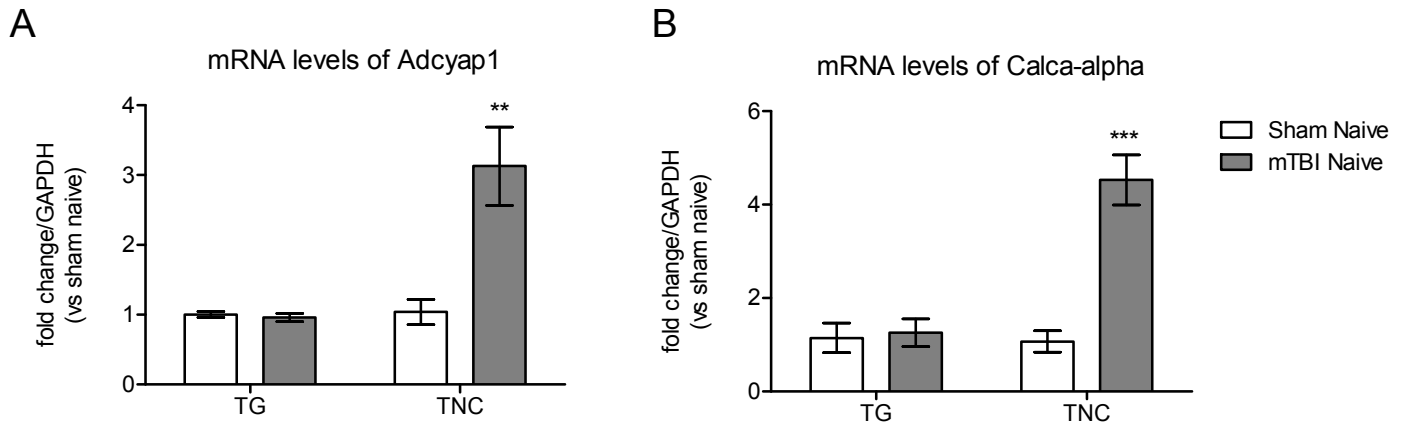 A
mRNA levels of Adcyap1
fold change/GAPDH
(vs sham naive)
4
3
2
1
0
**
TG
TNC
B
mRNA levels of Calca-alpha
fold change/GAPDH
(vs sham naive)
6
4
2
0
***
TG
TNC
Sham Naive
mTBI Naive